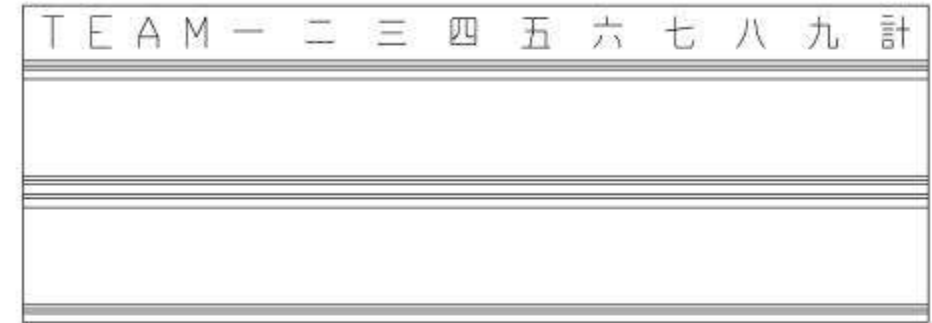 TEAM 一 二 三 四 五 六 七 八 九 計